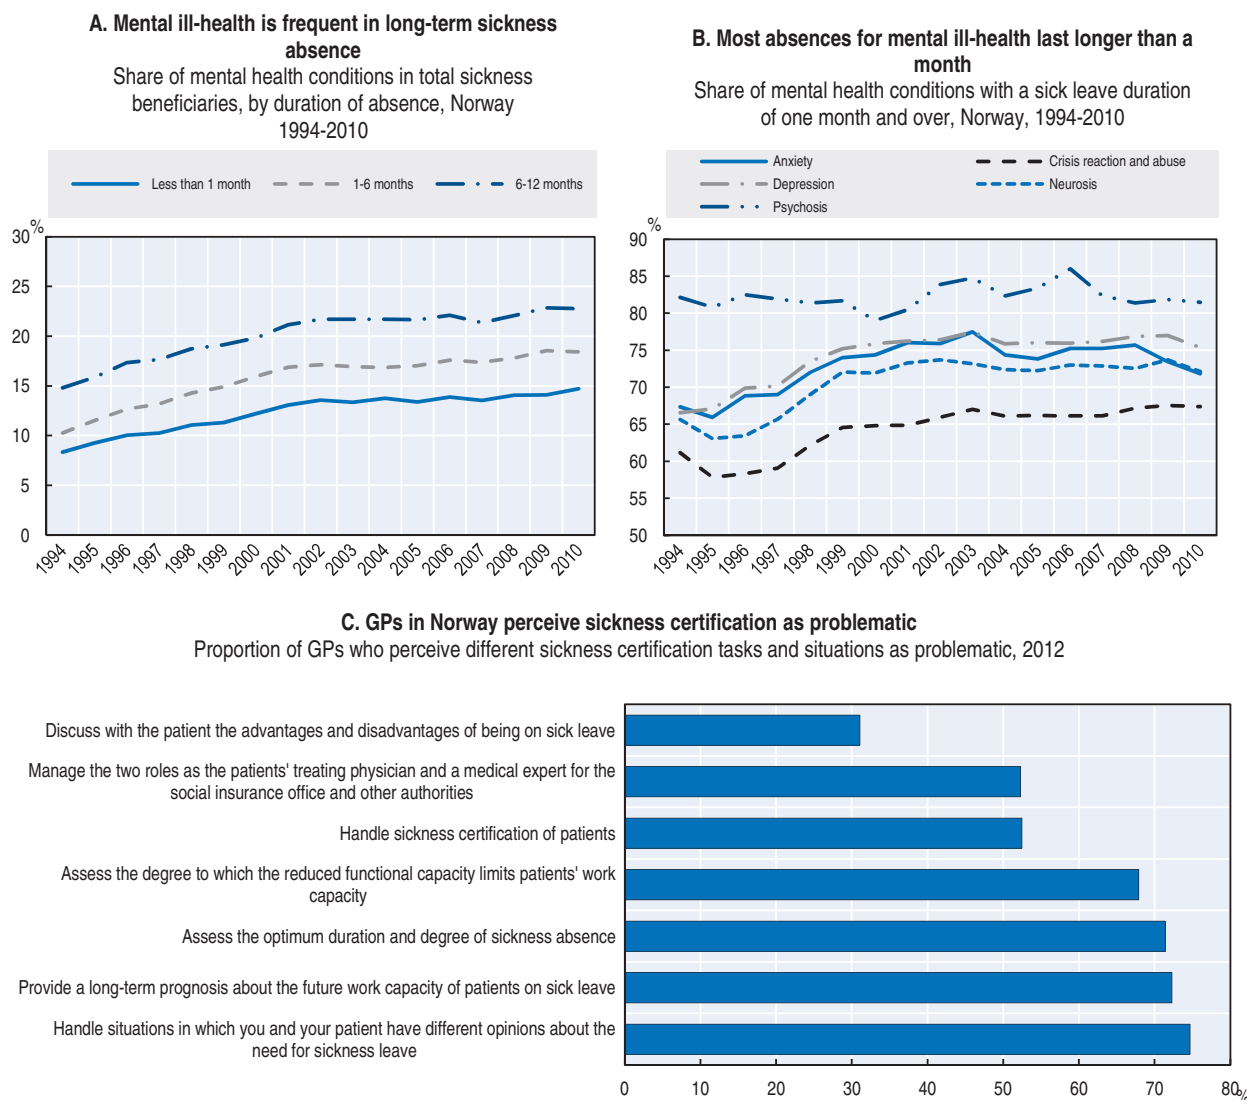 A. Mental ill-health is frequent in long-term sickness
absence
Share of mental health conditions in total sickness
beneficiaries, by duration of absence, Norway
1994-2010
Less than 1 month
1-6 months
6-12 months
%
30
25
20
15
10
5
0
1994
1995
1996
1997
1998
1999
2000
2001
2002
2003
2004
2005
2006
2007
2008
2009
2010
B. Most absences for mental ill-health last longer than a
month
Share of mental health conditions with a sick leave duration
of one month and over, Norway, 1994-2010
Anxiety
Crisis reaction and abuse
Depression
Neurosis
Psychosis
%
90
85
80
75
70
65
60
55
50
1994
1995
1996
1997
1998
1999
2000
2001
2002
2003
2004
2005
2006
2007
2008
2009
2010
C. GPs in Norway perceive sickness certification as problematic
Proportion of GPs who perceive different sickness certification tasks and situations as problematic, 2012
Discuss with the patient the advantages and disadvantages of being on sick leave
Manage the two roles as the patients' treating physician and a medical expert for the
social insurance office and other authorities
Handle sickness certification of patients
Assess the degree to which the reduced functional capacity limits patients' work
capacity
Assess the optimum duration and degree of sickness absence
Provide a long-term prognosis about the future work capacity of patients on sick leave
Handle situations in which you and your patient have different opinions about the
need for sickness leave
0
10
20
30
40
50
60
70
80
%